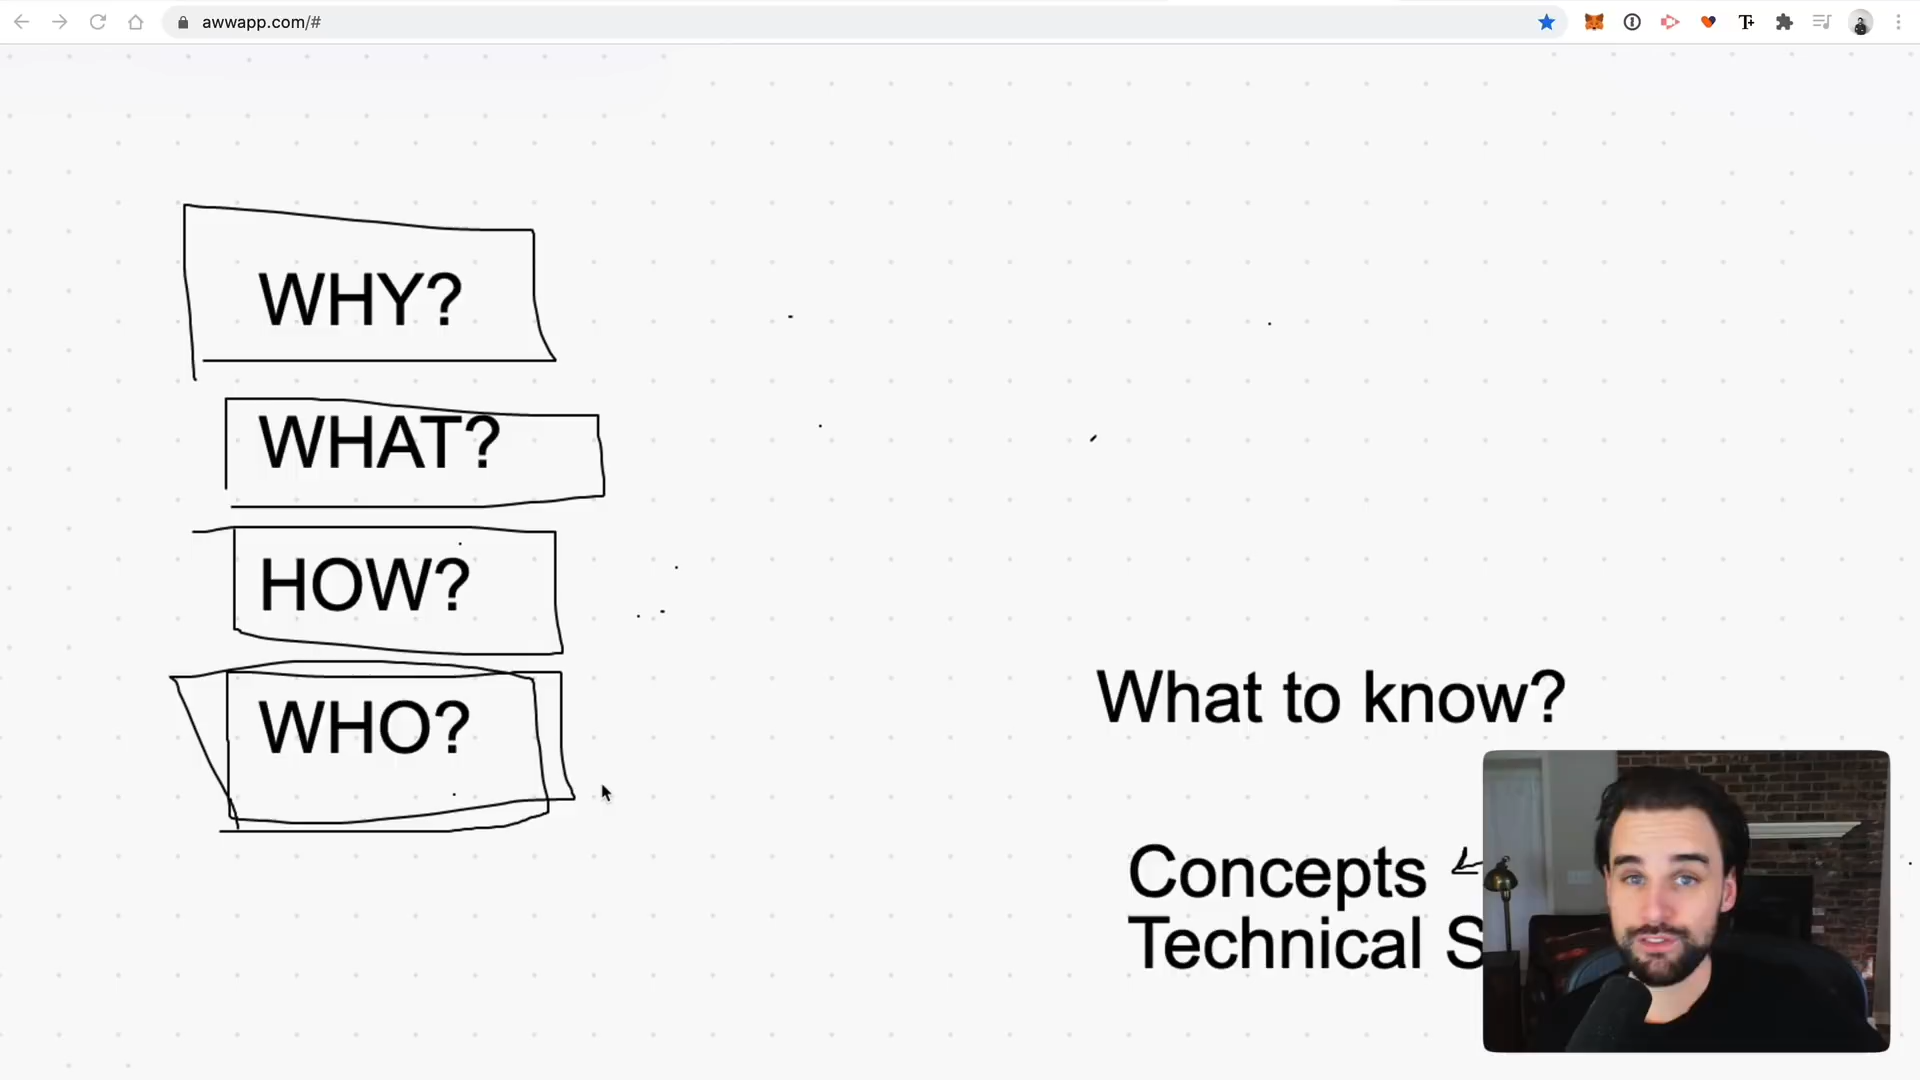 awwapp.com/#
WHY?
WHAT?
HOW?
WHO?
What to know?
Concepts
Technical S